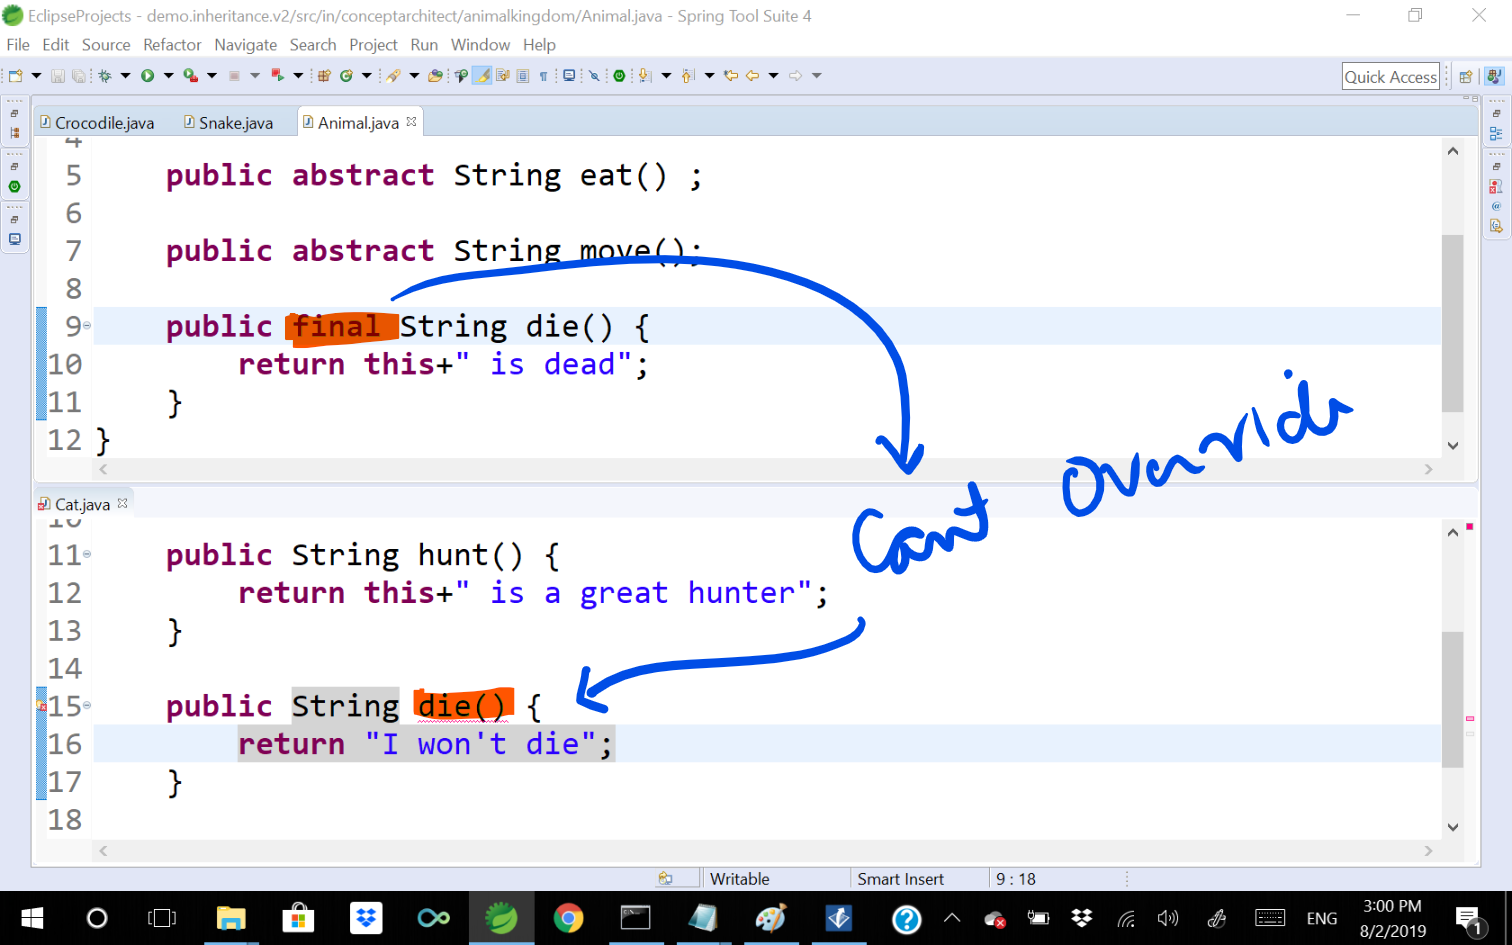 EclipseProjects - demo.inheritance.v2/src/in/conceptarchitect/animalkingdom/Animal.java - Spring Tool Suite 4
File Edit Source Refactor Navigate Search Project Run Window Help
Quick Access
Crocodile.java Snake.java Animal.java
4
5 public abstract String eat() ;
6
7 public abstract String move();
8
9 public final String die() {
10 return this+" is dead";
11 }
12 }
Cant Override
Cat.java
10
11 public String hunt() {
12 return this+" is a great hunter";
13 }
14
15 public String die() {
16 return "I won't die";
17 }
18
Writable Smart Insert 9 : 18
ENG
3:00 PM
8/2/2019
1